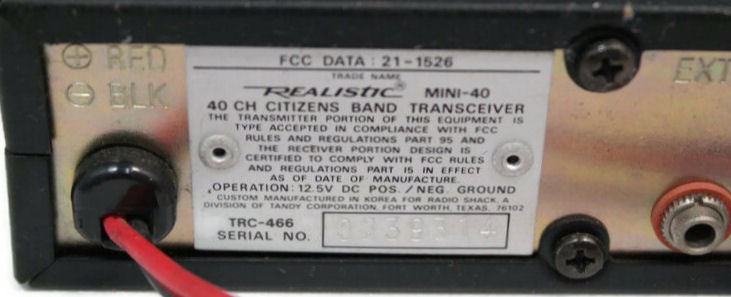 ⊕ RED
⊖ BLK
FCC DATA : 21-1526
TRADE NAME
REALISTIC® MINI-40
40 CH CITIZENS BAND TRANSCEIVER
THE TRANSMITTER PORTION OF THIS EQUIPMENT IS
TYPE ACCEPTED IN COMPLIANCE WITH FCC
RULES AND REGULATIONS PART 95 AND
THE RECEIVER PORTION DESIGN IS
CERTIFIED TO COMPLY WITH FCC RULES
AND REGULATIONS PART 15 IN EFFECT
AS OF DATE OF MANUFACTURE.
OPERATION: 12.5V DC POS./NEG. GROUND
CUSTOM MANUFACTURED IN KOREA FOR RADIO SHACK, A
DIVISION OF TANDY CORPORATION, FORT WORTH, TEXAS, 76102
TRC-466
SERIAL NO.
EXT